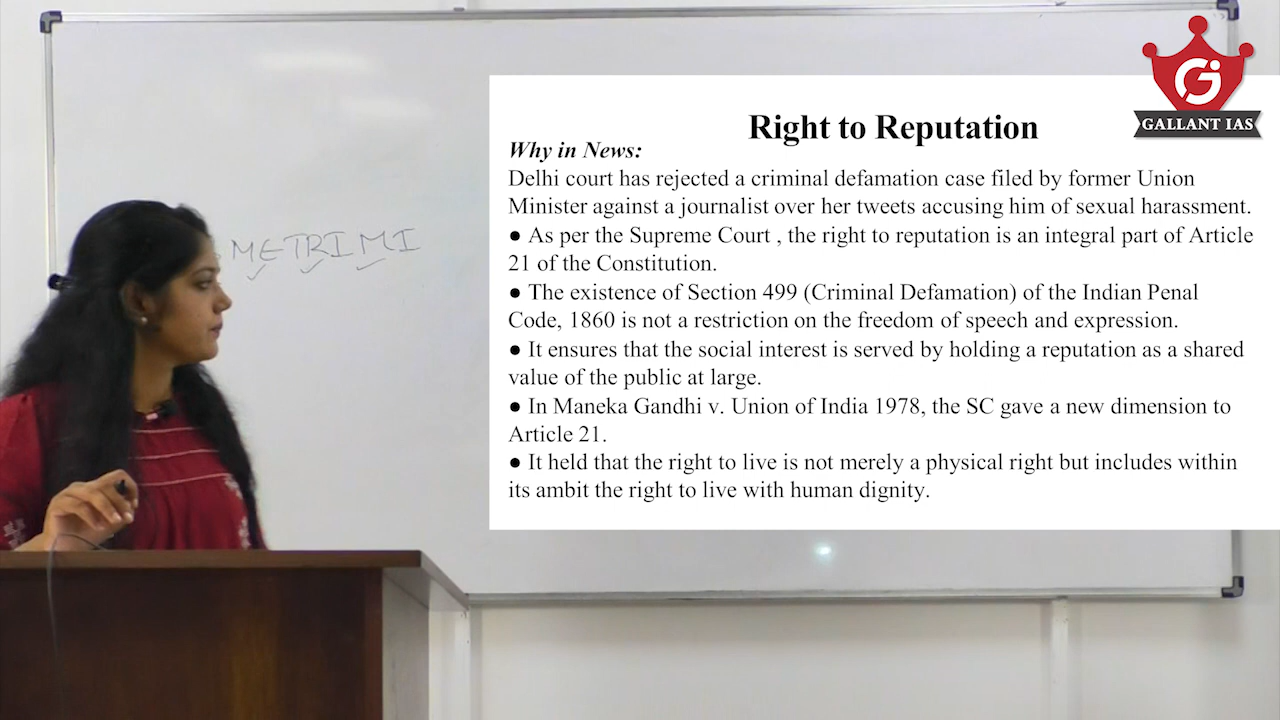 GALLANT IAS
Right to Reputation
Why in News:
Delhi court has rejected a criminal defamation case filed by former Union
Minister against a journalist over her tweets accusing him of sexual harassment.
● As per the Supreme Court , the right to reputation is an integral part of Article
21 of the Constitution.
● The existence of Section 499 (Criminal Defamation) of the Indian Penal
Code, 1860 is not a restriction on the freedom of speech and expression.
● It ensures that the social interest is served by holding a reputation as a shared
value of the public at large.
● In Maneka Gandhi v. Union of India 1978, the SC gave a new dimension to
Article 21.
● It held that the right to live is not merely a physical right but includes within
its ambit the right to live with human dignity.
METRIMI